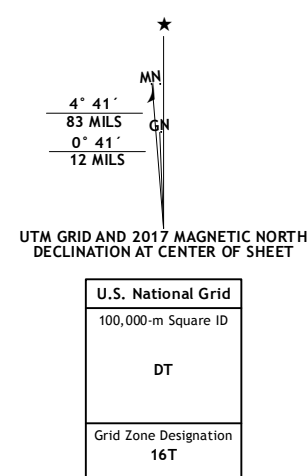 ★
MN
4° 41´
83 MILS
GN
0° 41´
12 MILS
UTM GRID AND 2017 MAGNETIC NORTH
DECLINATION AT CENTER OF SHEET
U.S. National Grid
100,000-m Square ID
DT
Grid Zone Designation
16T